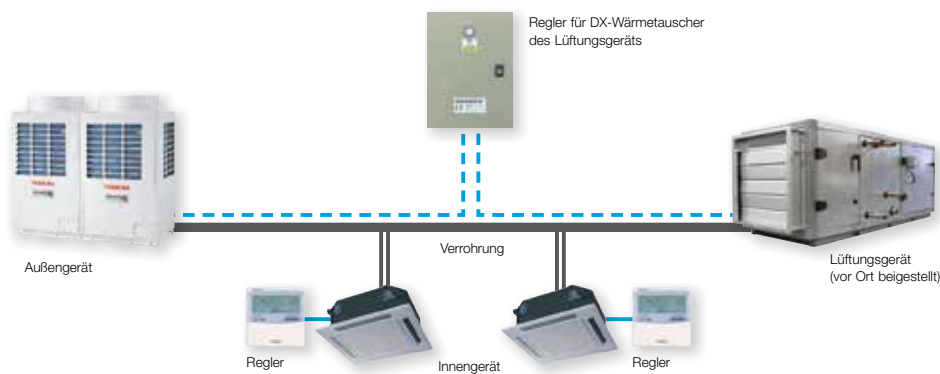 Regler für DX-Wärmetauscher
des Lüftungsgeräts
Verrohrung
Außengerät
Lüftungsgerät
(vor Ort beigestellt)
Regler
Innengerät
Regler